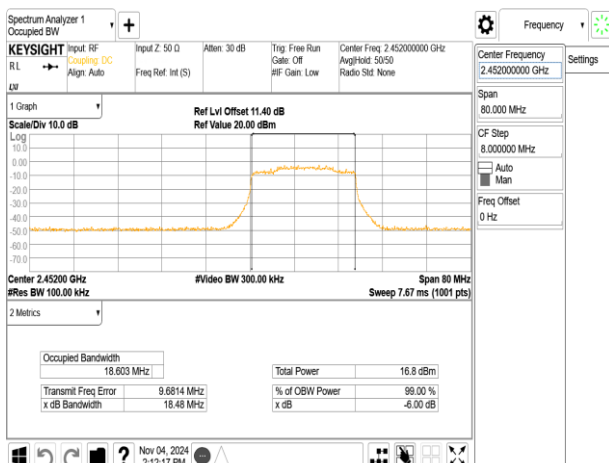 Spectrum Analyzer 1
Occupied BW
Frequency
KEYSIGHT
RL
Input: RF
Coupling: DC
Align: Auto
Input Z: 50 Ω
Freq Ref: Int (S)
Atten: 30 dB
Trig: Free Run
Gate: Off
#IF Gain: Low
Center Freq: 2.452000000 GHz
Avg|Hold: 50/50
Radio Std: None
Center Frequency
2.452000000 GHz
Settings
Span
80.000 MHz
CF Step
8.000000 MHz
Auto
Man
Freq Offset
0 Hz
1 Graph
Scale/Div 10.0 dB
Ref Lvl Offset 11.40 dB
Ref Value 20.00 dBm
Log
10.0
0.00
-10.0
-20.0
-30.0
-40.0
-50.0
-60.0
-70.0
Center 2.45200 GHz
#Res BW 100.00 kHz
#Video BW 300.00 kHz
Span 80 MHz
Sweep 7.67 ms (1001 pts)
2 Metrics
Occupied Bandwidth
18.603 MHz
Transmit Freq Error 9.6814 MHz
x dB Bandwidth 18.48 MHz
Total Power 16.8 dBm
% of OBW Power 99.00 %
x dB -6.00 dB
?
Nov 04, 2024
2:12:17 PM